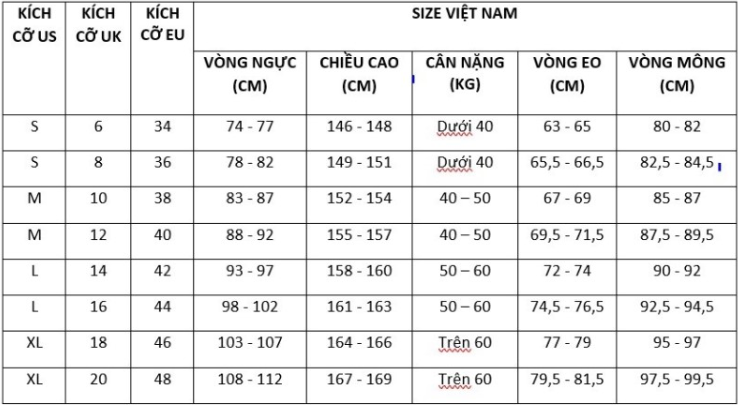 KÍCH CỠ US KÍCH CỠ UK KÍCH CỠ EU SIZE VIỆT NAM
VÒNG NGỰC (CM) CHIỀU CAO (CM) CÂN NẶNG (KG) VÒNG EO (CM) VÒNG MÔNG (CM)
S 6 34 74 - 77 146 - 148 Dưới 40 63 - 65 80 - 82
S 8 36 78 - 82 149 - 151 Dưới 40 65,5 - 66,5 82,5 - 84,5
M 10 38 83 - 87 152 - 154 40 – 50 67 - 69 85 - 87
M 12 40 88 - 92 155 - 157 40 – 50 69,5 - 71,5 87,5 - 89,5
L 14 42 93 - 97 158 - 160 50 – 60 72 - 74 90 - 92
L 16 44 98 - 102 161 - 163 50 – 60 74,5 - 76,5 92,5 - 94,5
XL 18 46 103 - 107 164 - 166 Trên 60 77 - 79 95 - 97
XL 20 48 108 - 112 167 - 169 Trên 60 79,5 - 81,5 97,5 - 99,5